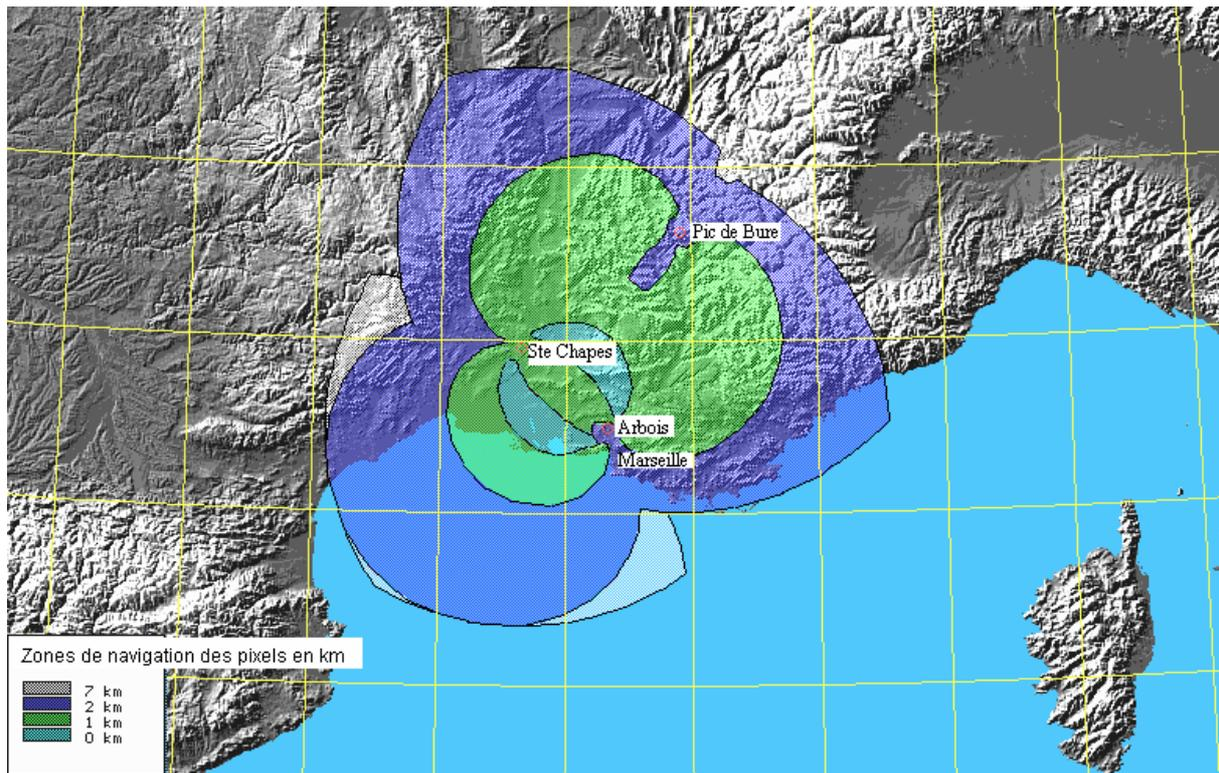 Pic de Bure
Ste Chapes
Arbois
Marseille
Zones de navigation des pixels en km
7 km
2 km
1 km
0 km